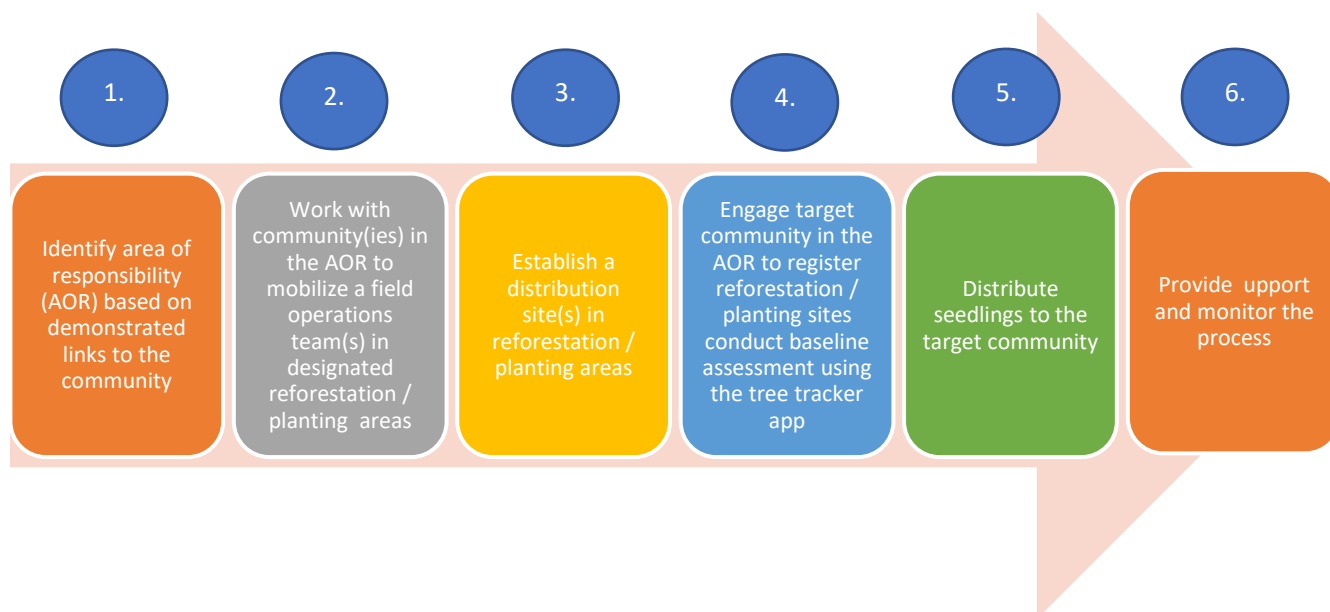 1.
2.
3.
4.
5.
6.
Identify area of
responsibility
(AOR) based on
demonstrated
links to the
community
Work with
community(ies) in
the AOR to
mobilize a field
operations
team(s) in
designated
reforestation /
planting areas
Establish a
distribution
site(s) in
reforestation /
planting areas
Engage target
community in the
AOR to register
reforestation /
planting sites
conduct baseline
assessment using
the tree tracker
app
Distribute
seedlings to the
target community
Provide upport
and monitor the
process